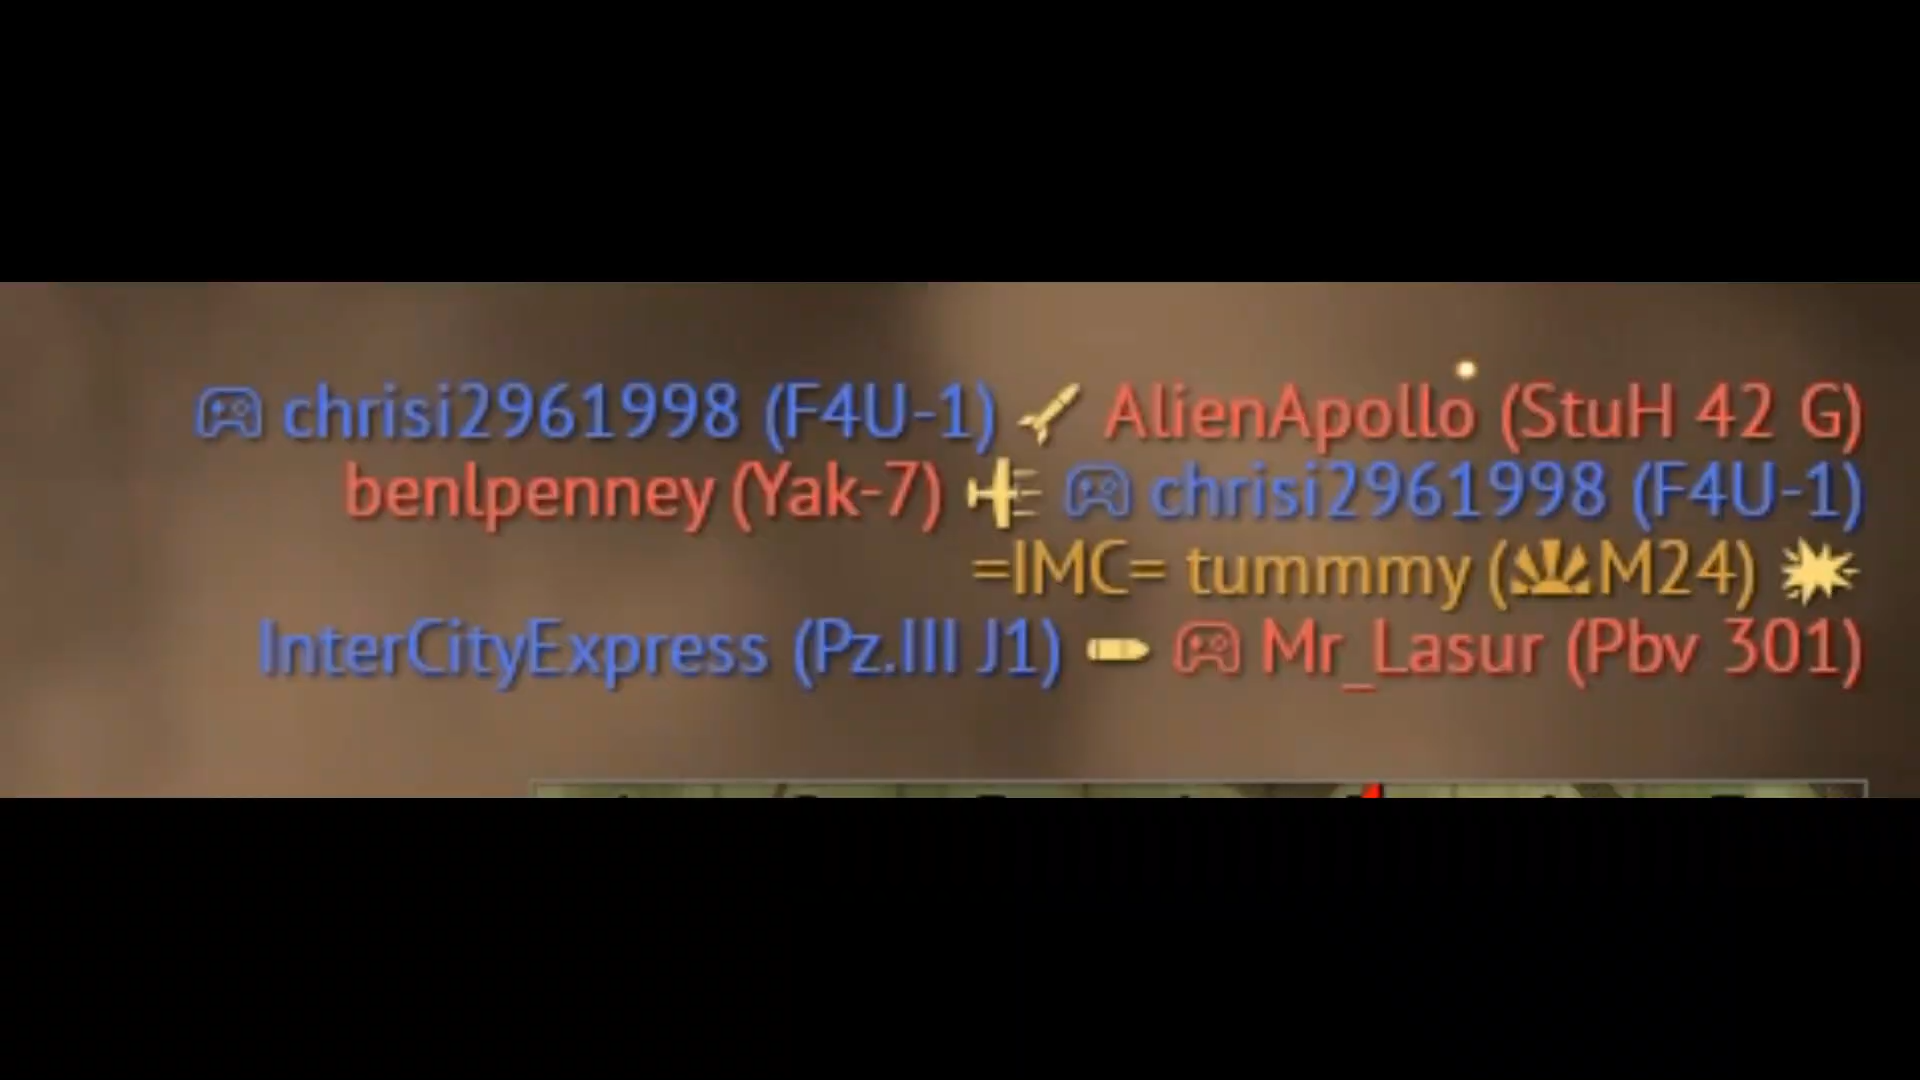 chrisi2961998 (F4U-1) AlienApollo (StuH 42 G)
benlpenney (Yak-7) chrisi2961998 (F4U-1)
=IMC= tummmy (M24)
InterCityExpress (Pz.III J1) Mr_Lasur (Pbv 301)